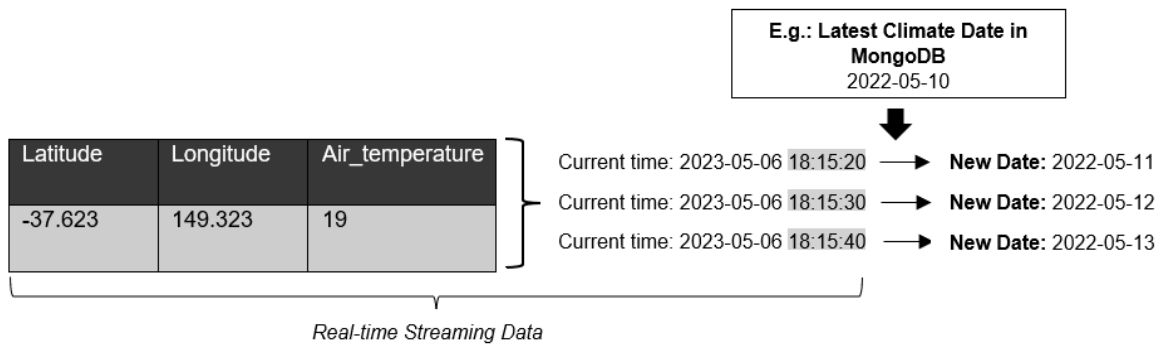 E.g.: Latest Climate Date in
MongoDB
2022-05-10
Latitude Longitude Air_temperature
-37.623 149.323 19
Current time: 2023-05-06 18:15:20 New Date: 2022-05-11
Current time: 2023-05-06 18:15:30 New Date: 2022-05-12
Current time: 2023-05-06 18:15:40 New Date: 2022-05-13
Real-time Streaming Data